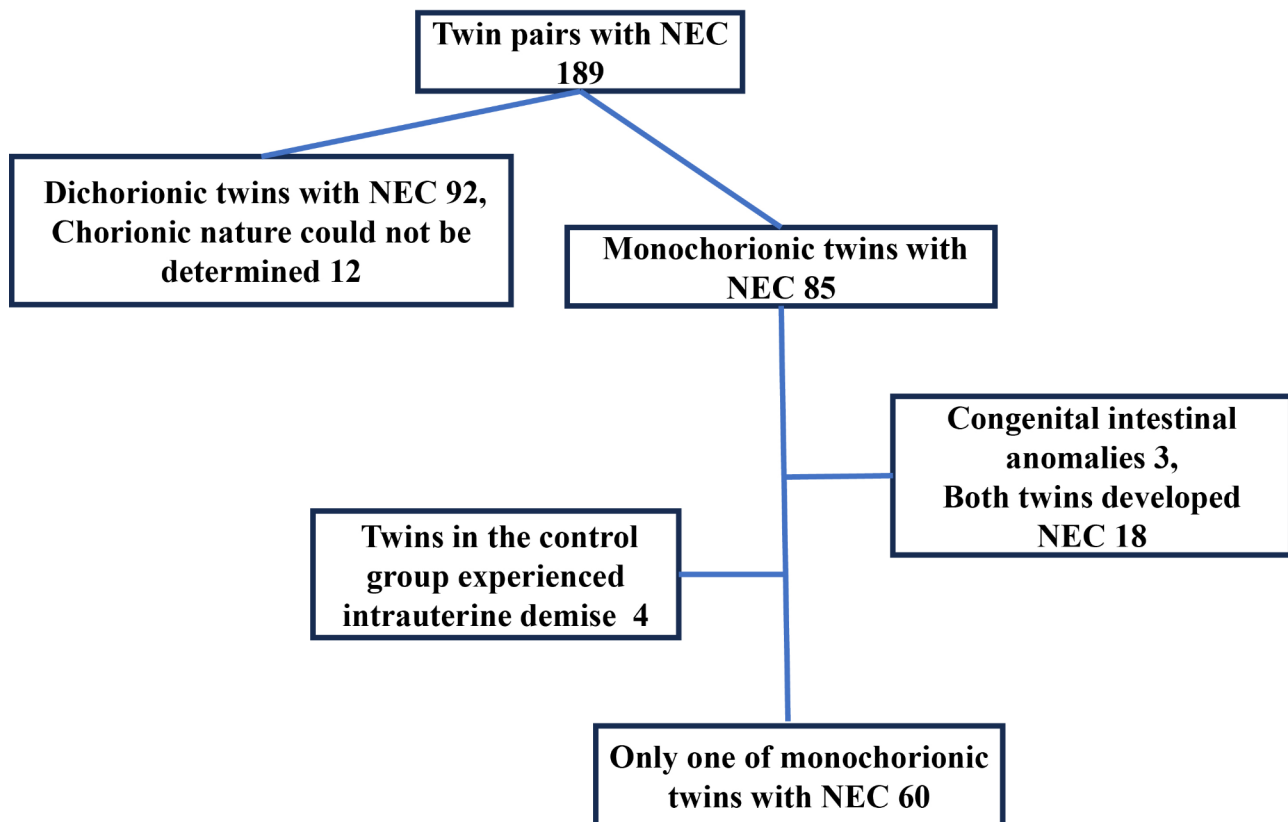 Twin pairs with NEC
189
Dichorionic twins with NEC 92,
Chorionic nature could not be
determined 12
Monochorionic twins with
NEC 85
Congenital intestinal
anomalies 3,
Both twins developed
NEC 18
Twins in the control
group experienced
intrauterine demise 4
Only one of monochorionic
twins with NEC 60